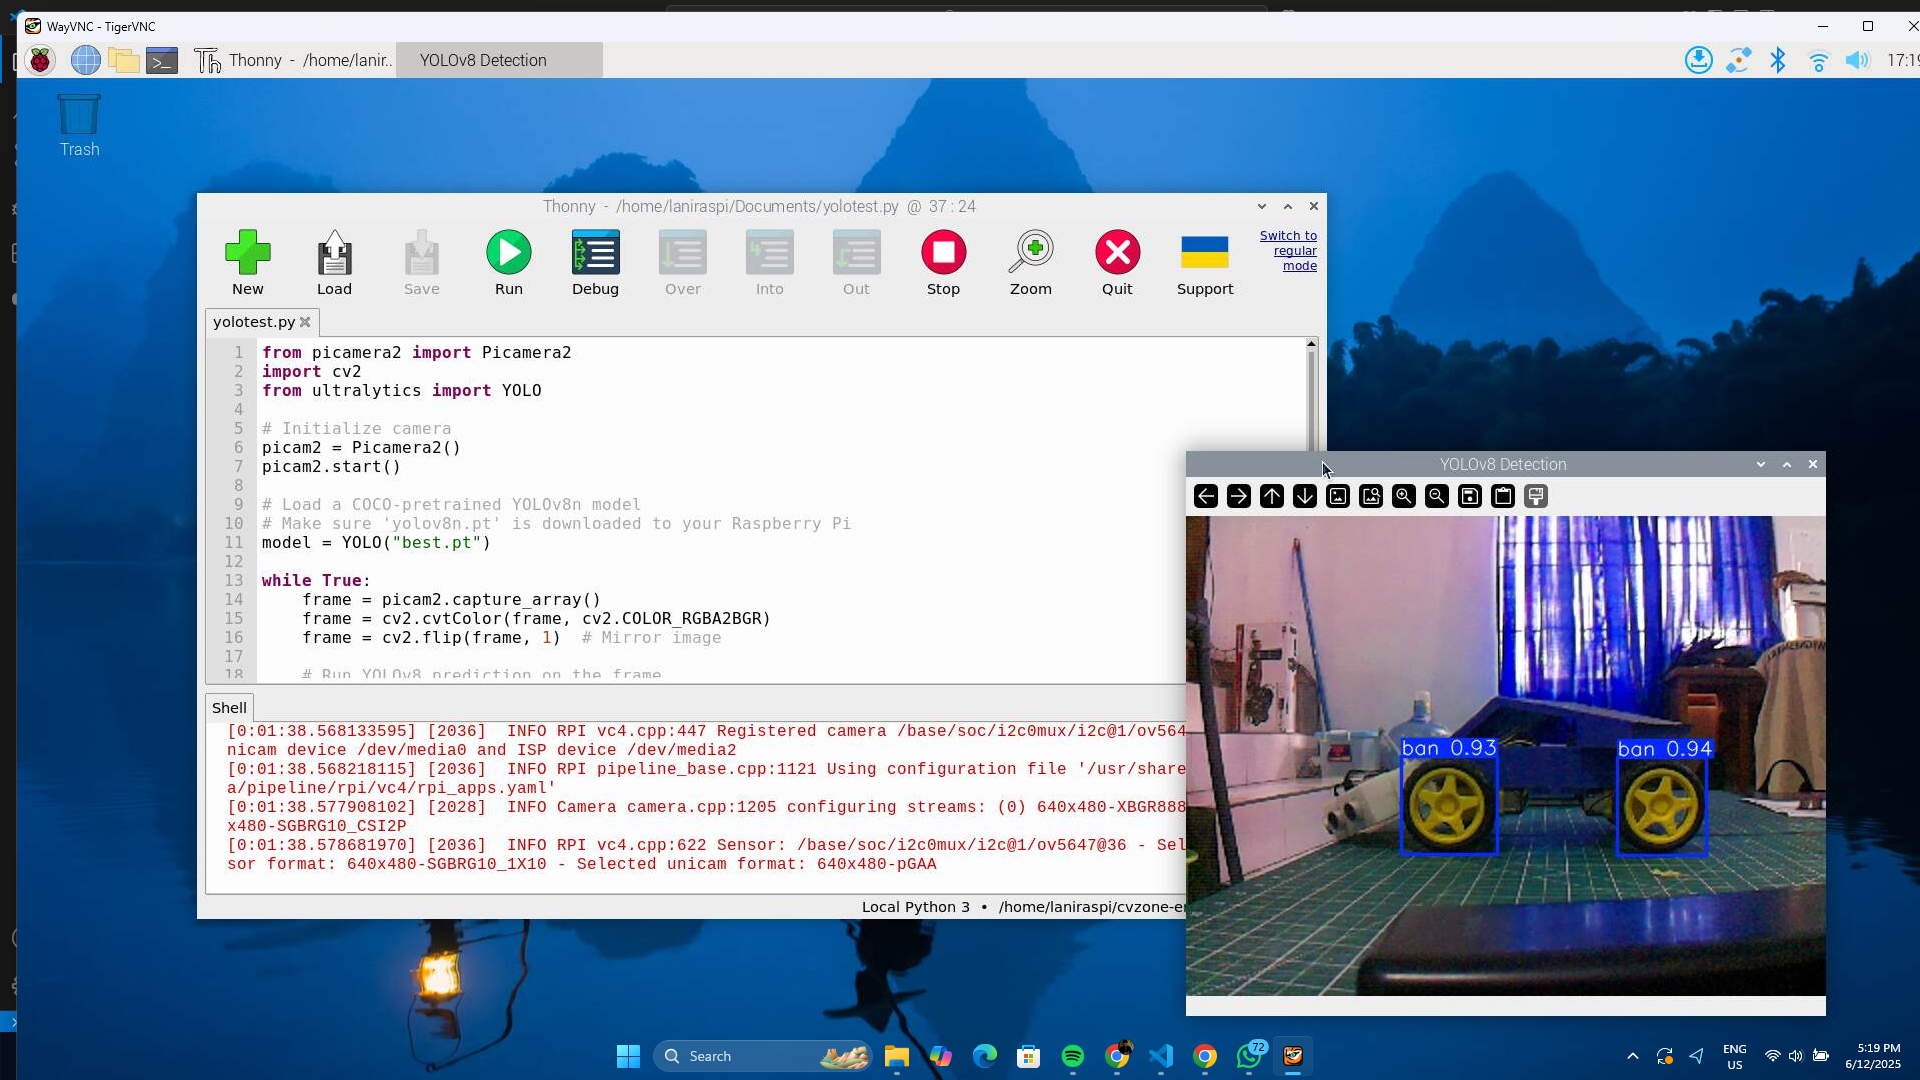 WayVNC - TigerVNC
Thonny - /home/lanir..
YOLOv8 Detection
17:19
Trash
Thonny - /home/laniraspi/Documents/yolotest.py @ 37 : 24
New
Load
Save
Run
Debug
Over
Into
Out
Stop
Zoom
Quit
Support
Switch to
regular
mode
yolotest.py
1 from picamera2 import Picamera2
2 import cv2
3 from ultralytics import YOLO
4
5 # Initialize camera
6 picam2 = Picamera2()
7 picam2.start()
8
9 # Load a COCO-pretrained YOLOv8n model
10 # Make sure 'yolov8n.pt' is downloaded to your Raspberry Pi
11 model = YOLO("best.pt")
12
13 while True:
14 frame = picam2.capture_array()
15 frame = cv2.cvtColor(frame, cv2.COLOR_RGBA2BGR)
16 frame = cv2.flip(frame, 1) # Mirror image
17
18 # Run YOLOv8 prediction on the frame
Shell
[0:01:38.568133595] [2036] INFO RPI vc4.cpp:447 Registered camera /base/soc/i2c0mux/i2c@1/ov564
nicam device /dev/media0 and ISP device /dev/media2
[0:01:38.568218115] [2036] INFO RPI pipeline_base.cpp:1121 Using configuration file '/usr/share
a/pipeline/rpi/vc4/rpi_apps.yaml'
[0:01:38.577908102] [2028] INFO Camera camera.cpp:1205 configuring streams: (0) 640x480-XBGR888
x480-SGBRG10_CSI2P
[0:01:38.578681970] [2036] INFO RPI vc4.cpp:622 Sensor: /base/soc/i2c0mux/i2c@1/ov5647@36 - Sel
sor format: 640x480-SGBRG10_1X10 - Selected unicam format: 640x480-pGAA
Local Python 3 • /home/laniraspi/cvzone-e
YOLOv8 Detection
ban 0.93
ban 0.94
Search
72
ENG
US
5:19 PM
6/12/2025